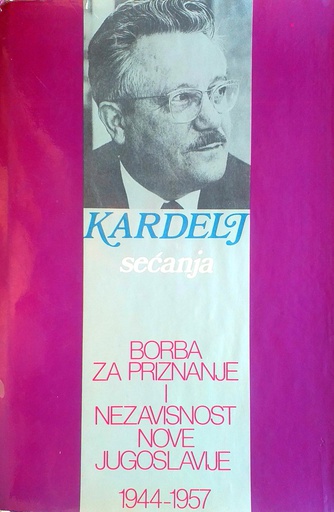 KARDELJ
sećanja
BORBA
ZA PRIZNANJE
I
NEZAVISNOST
NOVE
JUGOSLAVIJE
1944-1957